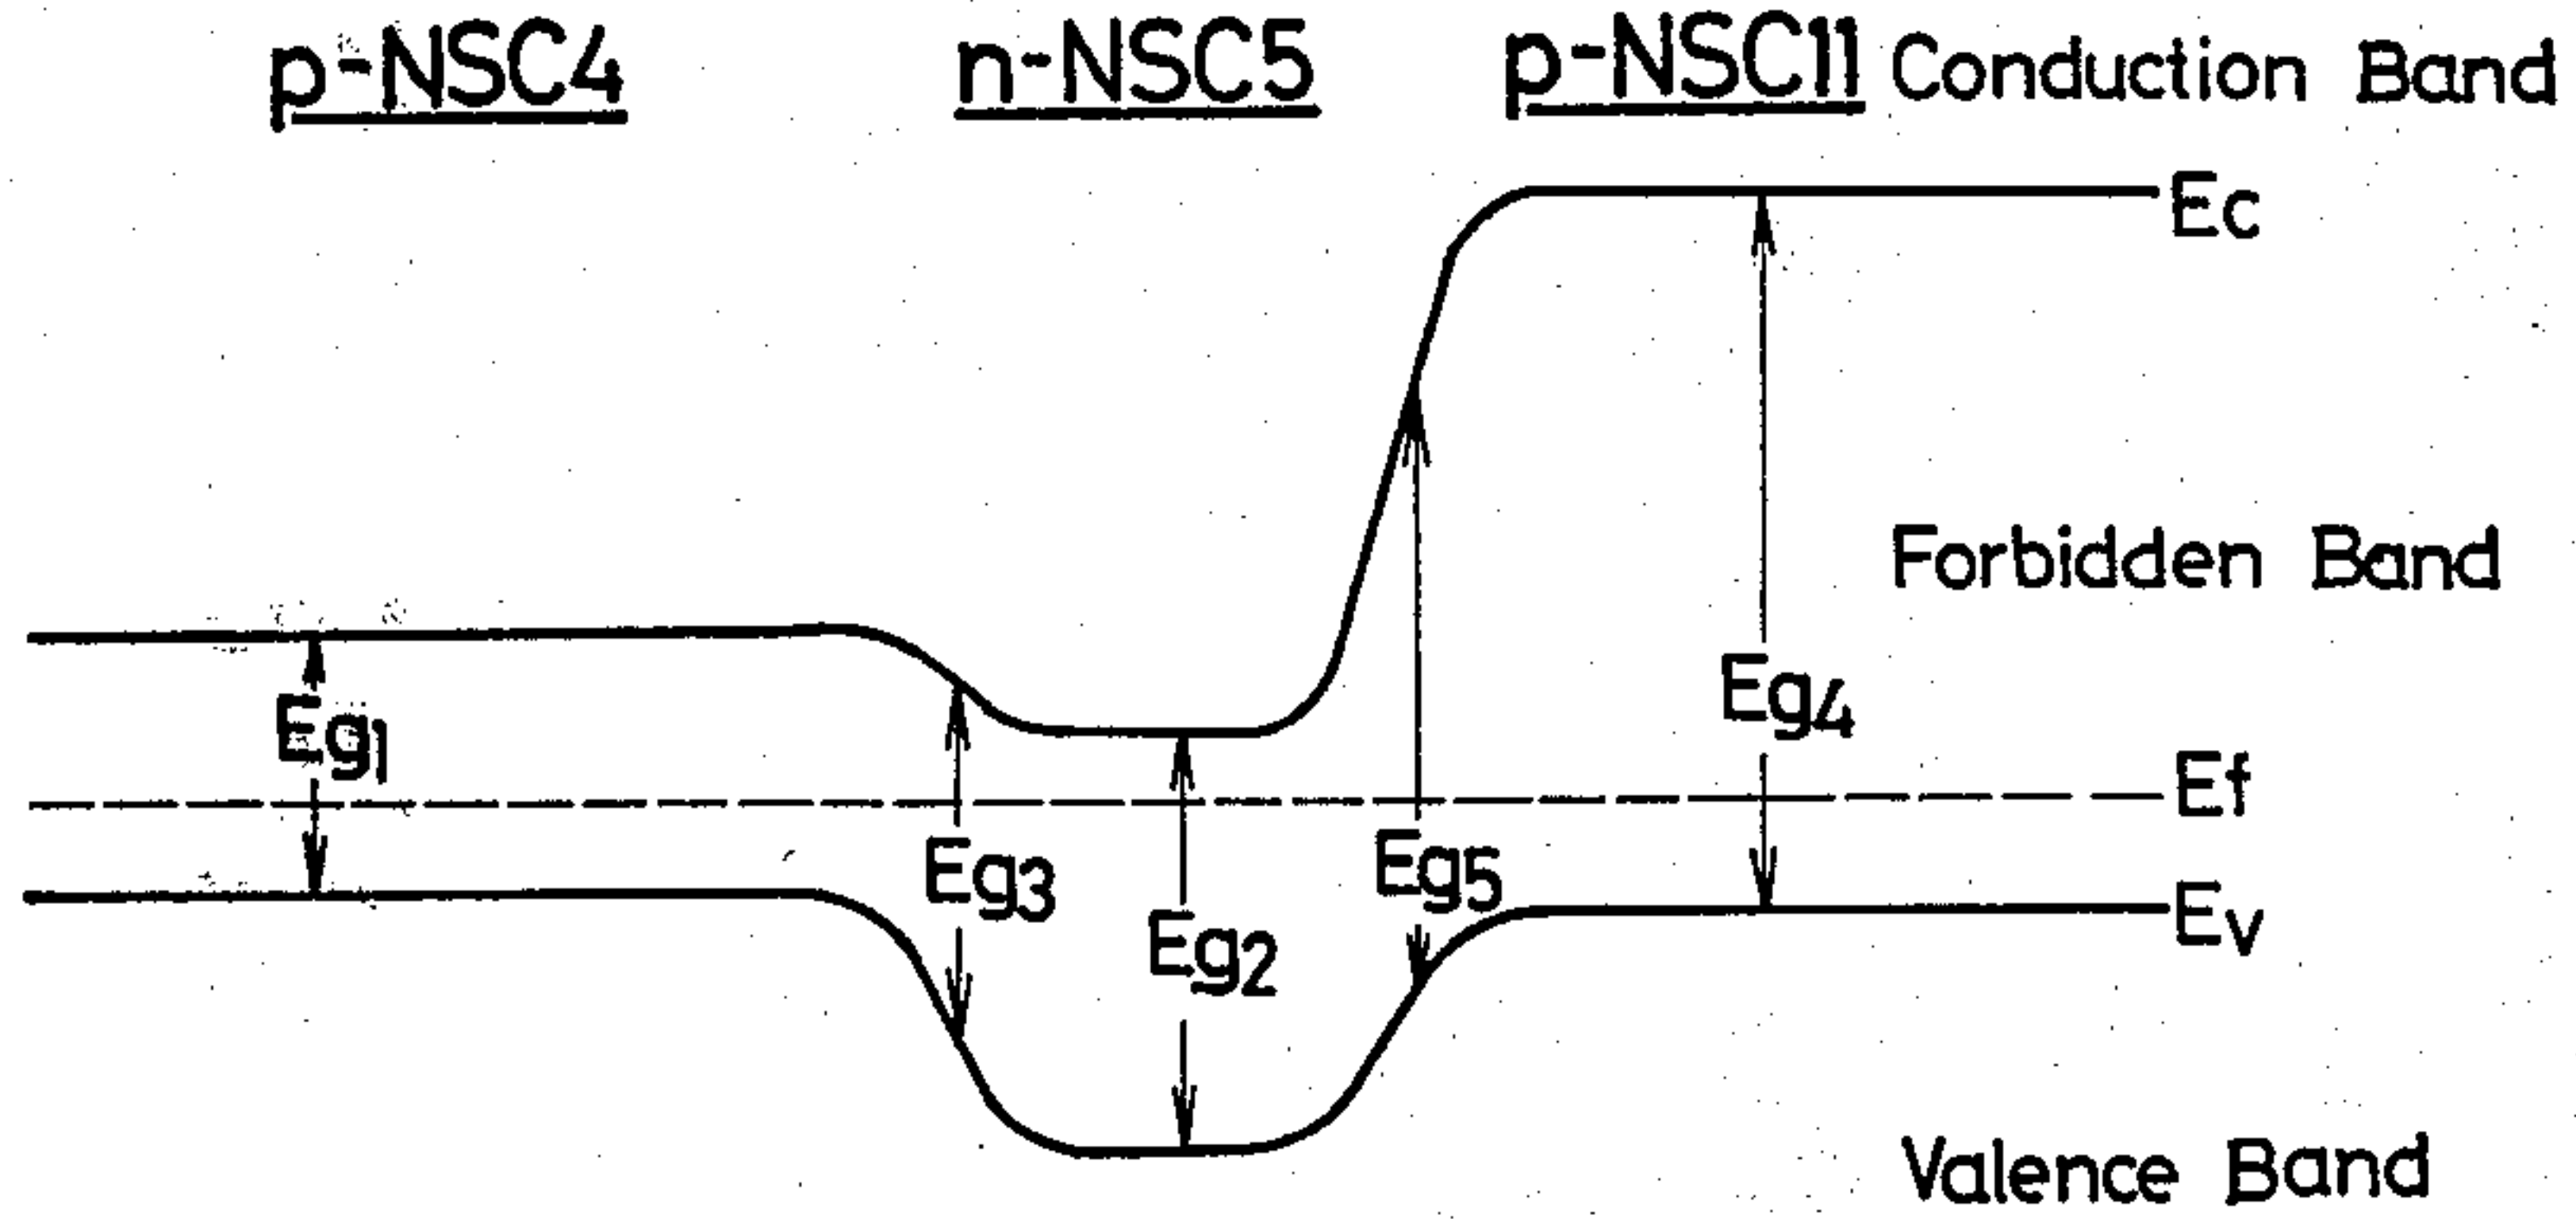 p-NSC4 n-NSC5 p-NSC11 Conduction Band
Ec
Forbidden Band
Eg1
Eg4
Ef
Eg3
Eg5
Eg2
Ev
Valence Band